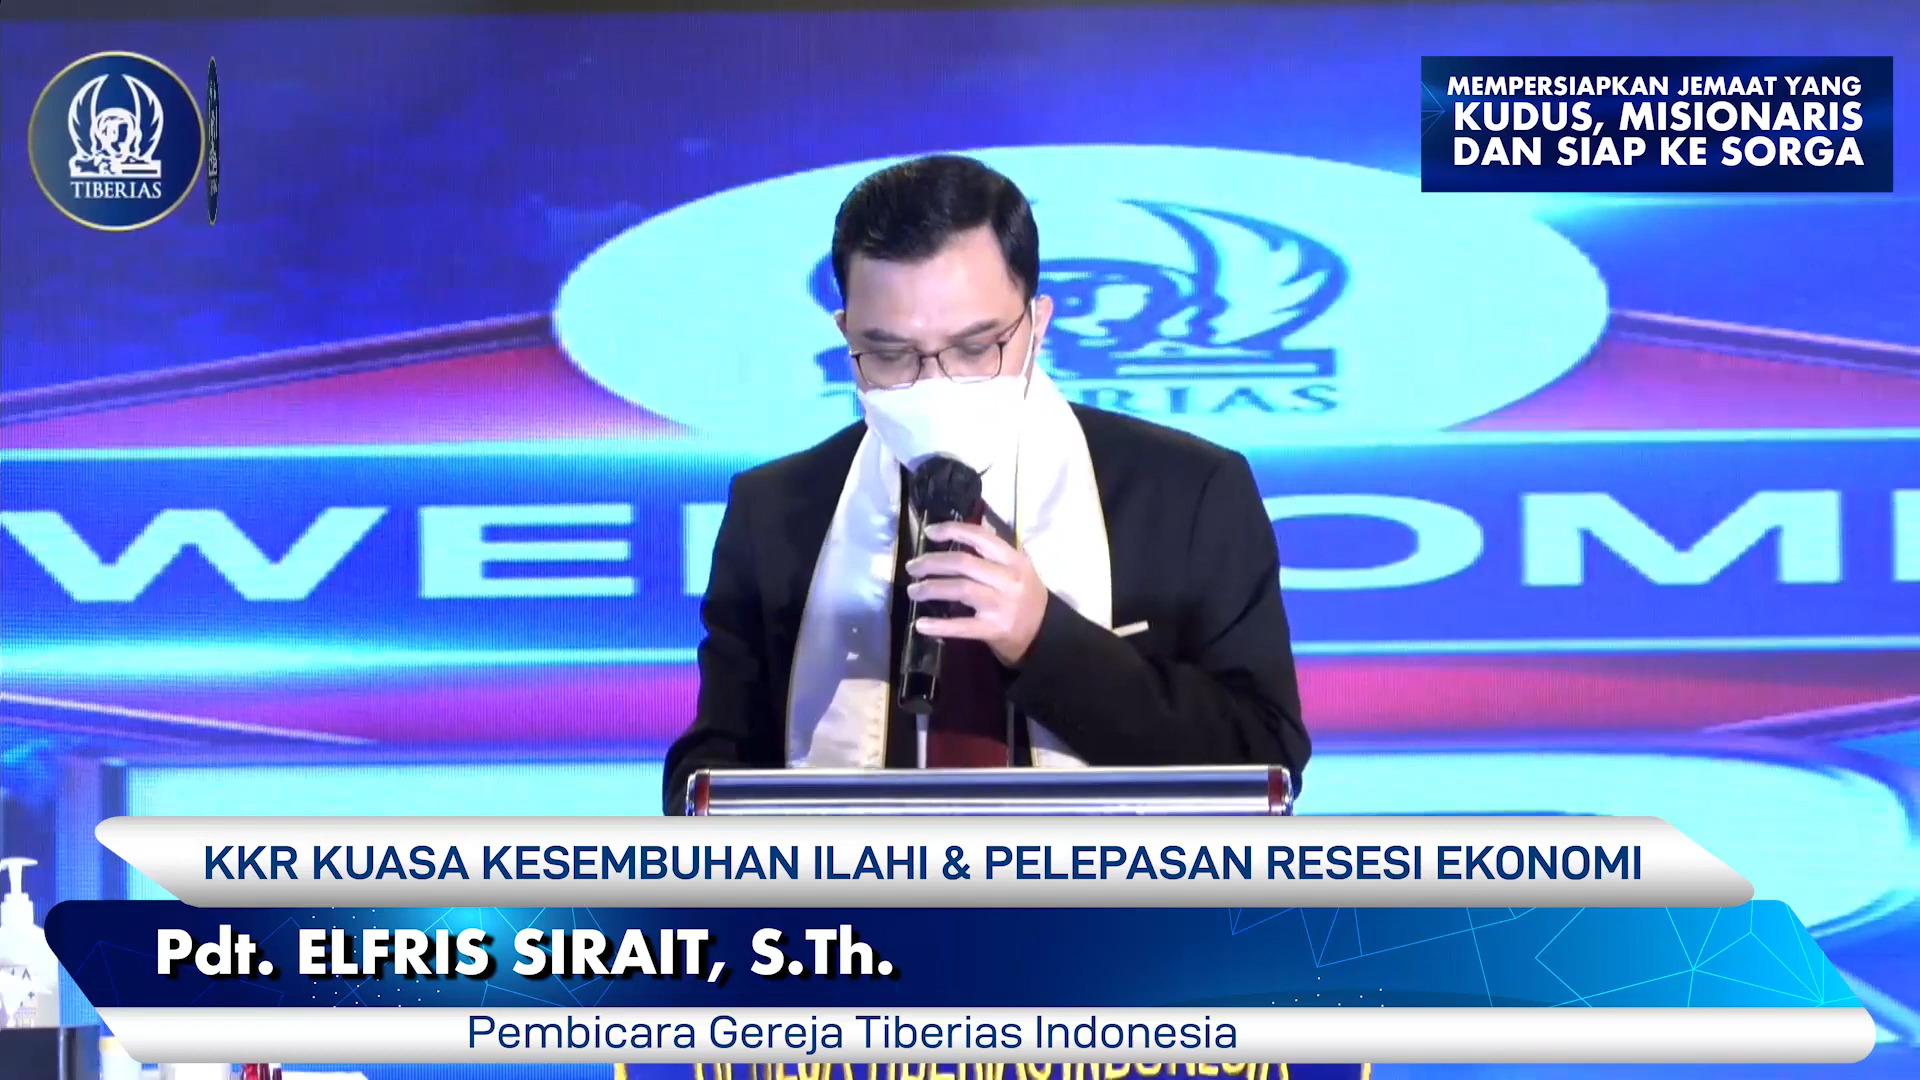 TIBERIAS
MEMPERSIAPKAN JEMAAT YANG
KUDUS, MISIONARIS
DAN SIAP KE SORGA
KKR KUASA KESEMBUHAN ILAHI & PELEPASAN RESESI EKONOMI
Pdt. ELFRIS SIRAIT, S.Th.
Pembicara Gereja Tiberias Indonesia